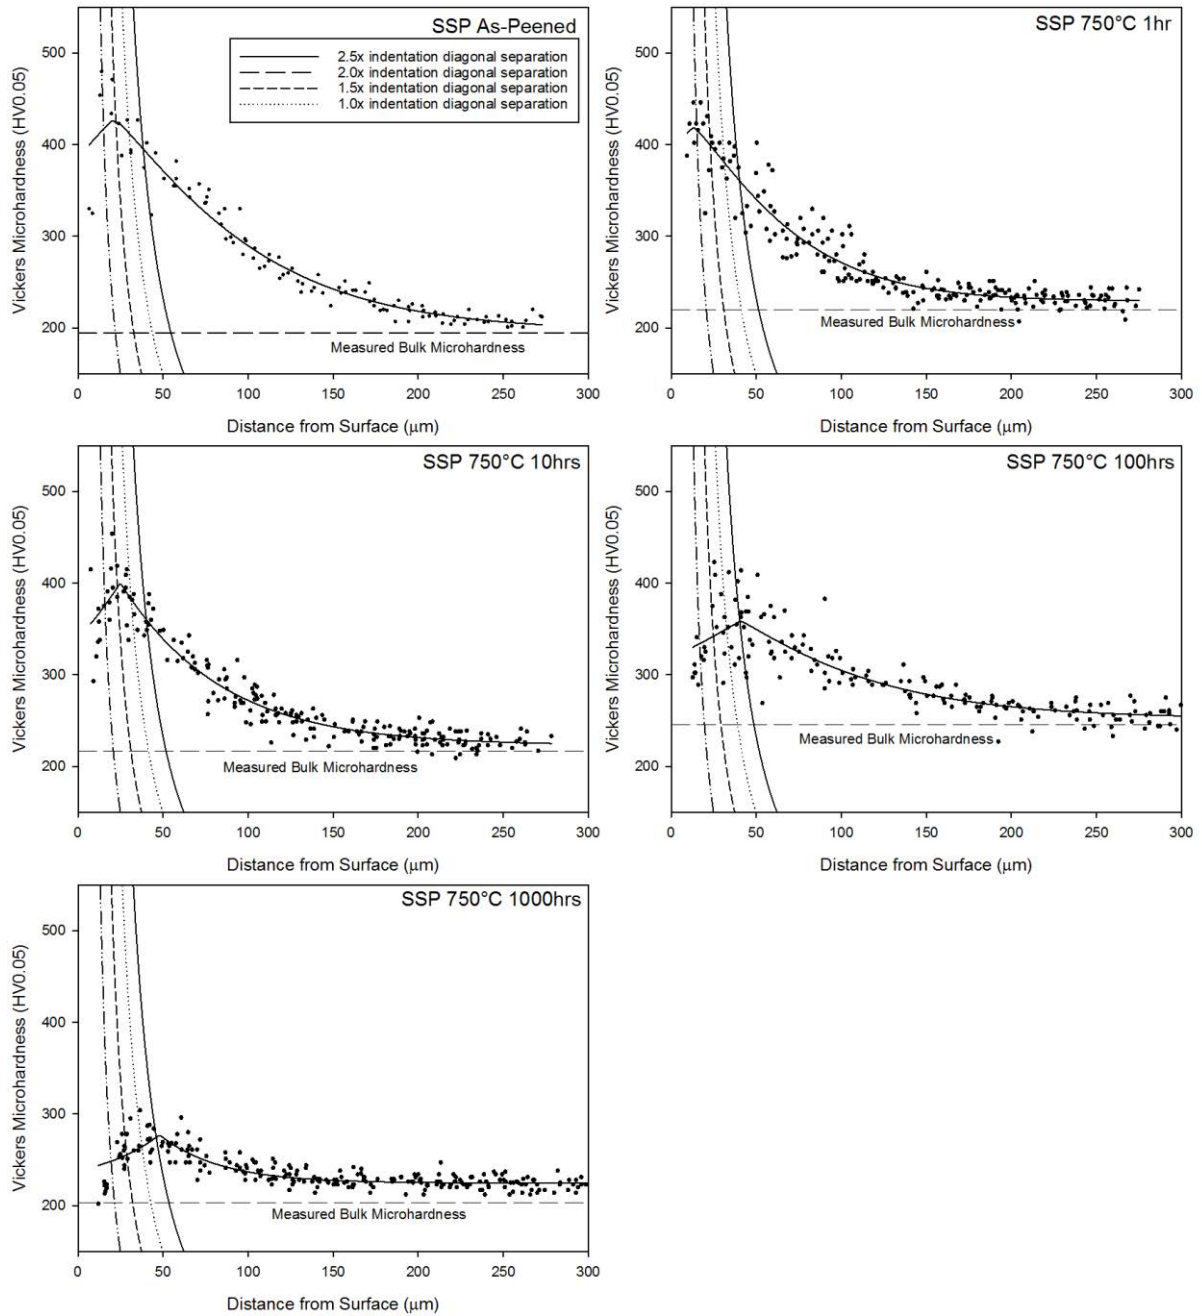 SSP As-Peened
2.5x indentation diagonal separation
2.0x indentation diagonal separation
1.5x indentation diagonal separation
1.0x indentation diagonal separation
Vickers Microhardness (HV0.05)
500
400
300
200
Measured Bulk Microhardness
0 50 100 150 200 250 300
Distance from Surface (μm)
SSP 750°C 1hr
Vickers Microhardness (HV0.05)
500
400
300
200
Measured Bulk Microhardness
0 50 100 150 200 250 300
Distance from Surface (μm)
SSP 750°C 10hrs
Vickers Microhardness (HV0.05)
500
400
300
200
Measured Bulk Microhardness
0 50 100 150 200 250 300
Distance from Surface (μm)
SSP 750°C 100hrs
Vickers Microhardness (HV0.05)
500
400
300
200
Measured Bulk Microhardness
0 50 100 150 200 250 300
Distance from Surface (μm)
SSP 750°C 1000hrs
Vickers Microhardness (HV0.05)
500
400
300
200
Measured Bulk Microhardness
0 50 100 150 200 250 300
Distance from Surface (μm)